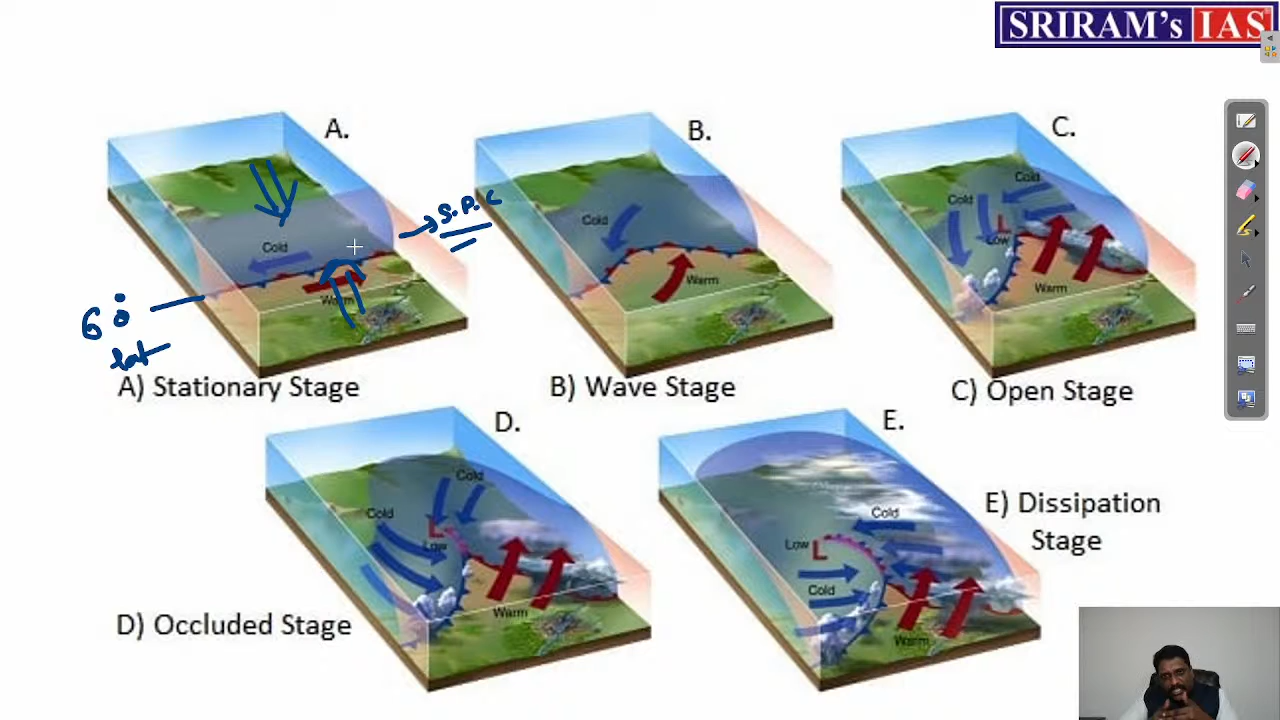 SRIRAM's IAS
A.
B.
C.
Cold
Warm
Cold
Warm
Cold
Cold
L
Low
Warm
S.P.C
60
lat
A) Stationary Stage
B) Wave Stage
C) Open Stage
D.
E.
Cold
Cold
L
Low
Warm
Cold
Low L
Cold
Warm
D) Occluded Stage
E) Dissipation
Stage